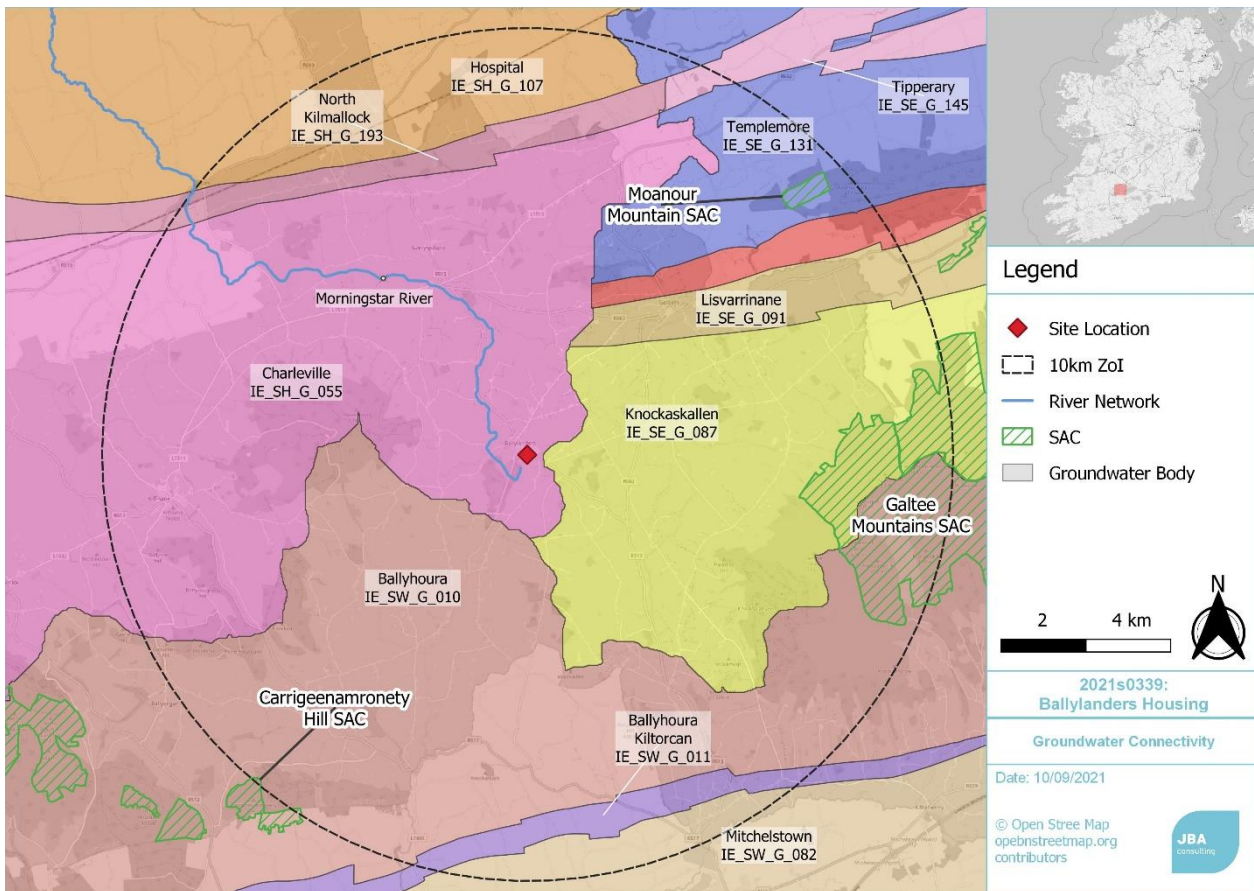 Hospital
IE_SH_G_107
North
Kilmallock
IE_SH_G_193
Tipperary
IE_SE_G_145
Templemore
IE_SE_G_131
Moanour
Mountain SAC
Morningstar River
Lisvarrinane
IE_SE_G_091
Charleville
IE_SH_G_055
Knockaskallen
IE_SE_G_087
Galtee
Mountains SAC
Ballyhoura
IE_SW_G_010
Carrigeenamronety
Hill SAC
Ballyhoura
Kiltorcan
IE_SW_G_011
Mitchelstown
IE_SW_G_082
Legend
Site Location
10km ZoI
River Network
SAC
Groundwater Body
N
2 4 km
2021s0339:
Ballylanders Housing
Groundwater Connectivity
Date: 10/09/2021
© Open Stree Map
opebnstreetmap.org
contributors
JBA
consulting